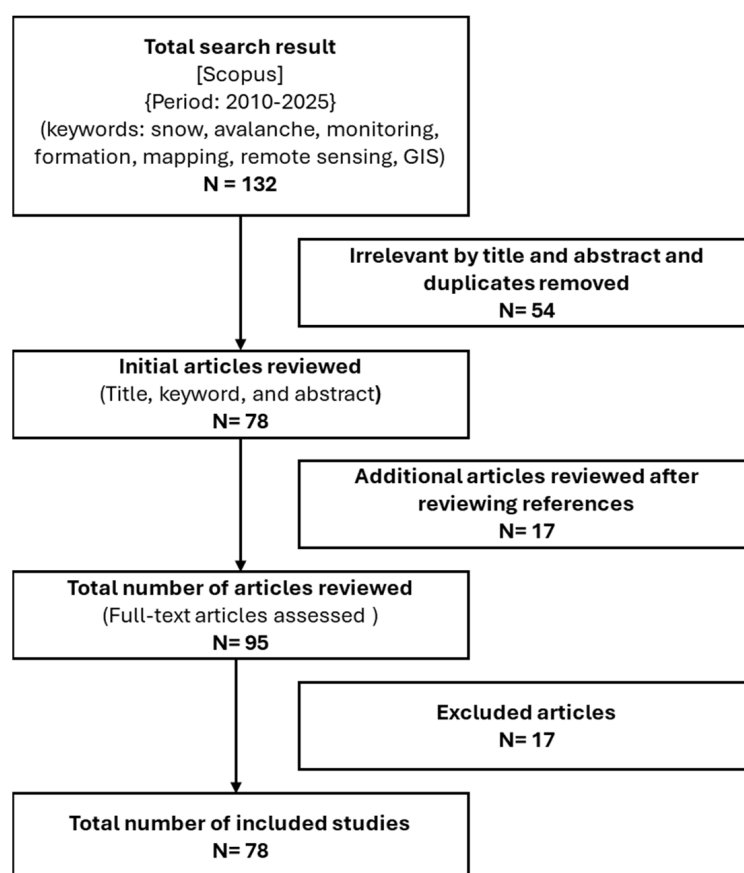 Total search result
[Scopus]
{Period: 2010-2025}
(keywords: snow, avalanche, monitoring,
formation, mapping, remote sensing, GIS)
N = 132
Irrelevant by title and abstract and
duplicates removed
N= 54
Initial articles reviewed
(Title, keyword, and abstract)
N= 78
Additional articles reviewed after
reviewing references
N= 17
Total number of articles reviewed
(Full-text articles assessed )
N= 95
Excluded articles
N= 17
Total number of included studies
N= 78